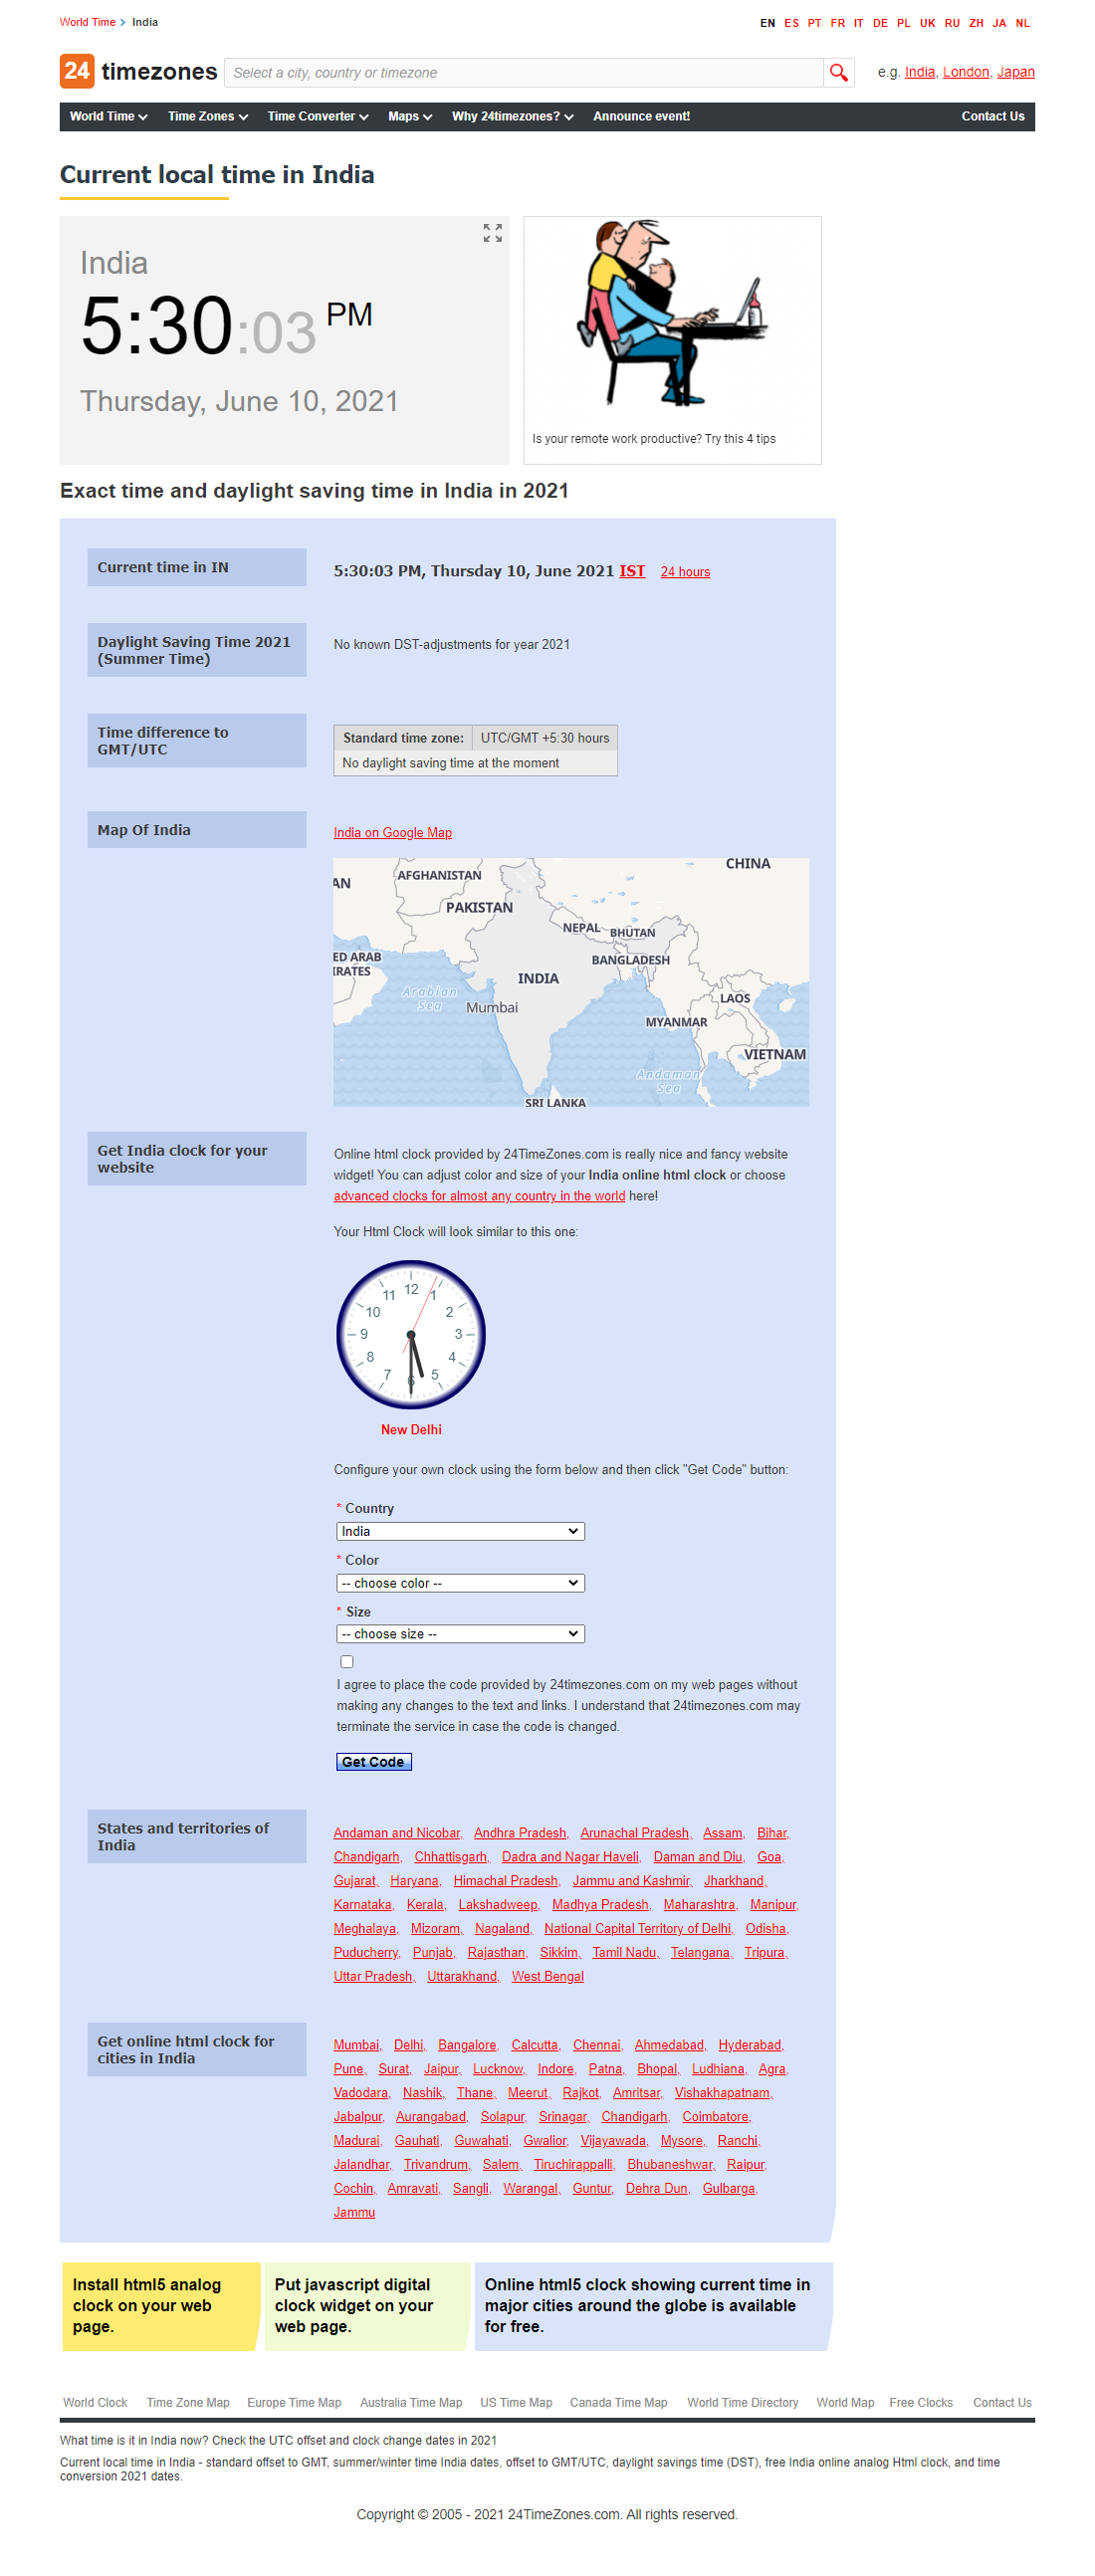 World Time > India
EN ES PT FR IT DE PL UK RU ZH JA NL
24 timezones
Select a city, country or timezone
e.g. India, London, Japan
World Time Time Zones Time Converter Maps Why 24timezones? Announce event! Contact Us
Current local time in India
India
5:30:03 PM
Thursday, June 10, 2021
Is your remote work productive? Try this 4 tips
Exact time and daylight saving time in India in 2021
Current time in IN
5:30:03 PM, Thursday 10, June 2021 IST 24 hours
Daylight Saving Time 2021
(Summer Time)
No known DST-adjustments for year 2021
Time difference to
GMT/UTC
Standard time zone: UTC/GMT +5:30 hours
No daylight saving time at the moment
Map Of India
India on Google Map
CHINA
AFGHANISTAN
AN
PAKISTAN
NEPAL
BHUTAN
ED ARAB
IRATES
BANGLADESH
INDIA
Arabian
Sea
Mumbai
LAOS
MYANMAR
VIETNAM
Andaman
Sea
SRI LANKA
Get India clock for your
website
Online html clock provided by 24TimeZones.com is really nice and fancy website
widget! You can adjust color and size of your India online html clock or choose
advanced clocks for almost any country in the world here!
Your Html Clock will look similar to this one:
12
11 1
10 2
9 3
8 4
7 5
6
New Delhi
Configure your own clock using the form below and then click "Get Code" button:
* Country
India
* Color
-- choose color --
* Size
-- choose size --
I agree to place the code provided by 24timezones.com on my web pages without
making any changes to the text and links. I understand that 24timezones.com may
terminate the service in case the code is changed.
Get Code
States and territories of
India
Andaman and Nicobar, Andhra Pradesh, Arunachal Pradesh, Assam, Bihar,
Chandigarh, Chhattisgarh, Dadra and Nagar Haveli, Daman and Diu, Goa,
Gujarat, Haryana, Himachal Pradesh, Jammu and Kashmir, Jharkhand,
Karnataka, Kerala, Lakshadweep, Madhya Pradesh, Maharashtra, Manipur,
Meghalaya, Mizoram, Nagaland, National Capital Territory of Delhi, Odisha,
Puducherry, Punjab, Rajasthan, Sikkim, Tamil Nadu, Telangana, Tripura,
Uttar Pradesh, Uttarakhand, West Bengal
Get online html clock for
cities in India
Mumbai, Delhi, Bangalore, Calcutta, Chennai, Ahmedabad, Hyderabad,
Pune, Surat, Jaipur, Lucknow, Indore, Patna, Bhopal, Ludhiana, Agra,
Vadodara, Nashik, Thane, Meerut, Rajkot, Amritsar, Vishakhapatnam,
Jabalpur, Aurangabad, Solapur, Srinagar, Chandigarh, Coimbatore,
Madurai, Gauhati, Guwahati, Gwalior, Vijayawada, Mysore, Ranchi,
Jalandhar, Trivandrum, Salem, Tiruchirappalli, Bhubaneshwar, Raipur,
Cochin, Amravati, Sangli, Warangal, Guntur, Dehra Dun, Gulbarga,
Jammu
Install html5 analog
clock on your web
page.
Put javascript digital
clock widget on your
web page.
Online html5 clock showing current time in
major cities around the globe is available
for free.
World Clock Time Zone Map Europe Time Map Australia Time Map US Time Map Canada Time Map World Time Directory World Map Free Clocks Contact Us
What time is it in India now? Check the UTC offset and clock change dates in 2021
Current local time in India - standard offset to GMT, summer/winter time India dates, offset to GMT/UTC, daylight savings time (DST), free India online analog Html clock, and time
conversion 2021 dates.
Copyright © 2005 - 2021 24TimeZones.com. All rights reserved.